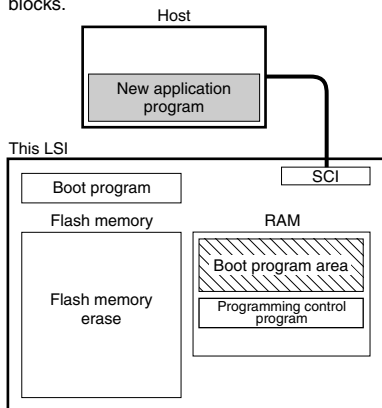 blocks.
Host
New application
program
This LSI
SCI
Boot program
Flash memory
RAM
Boot program area
Flash memory
erase
Programming control
program